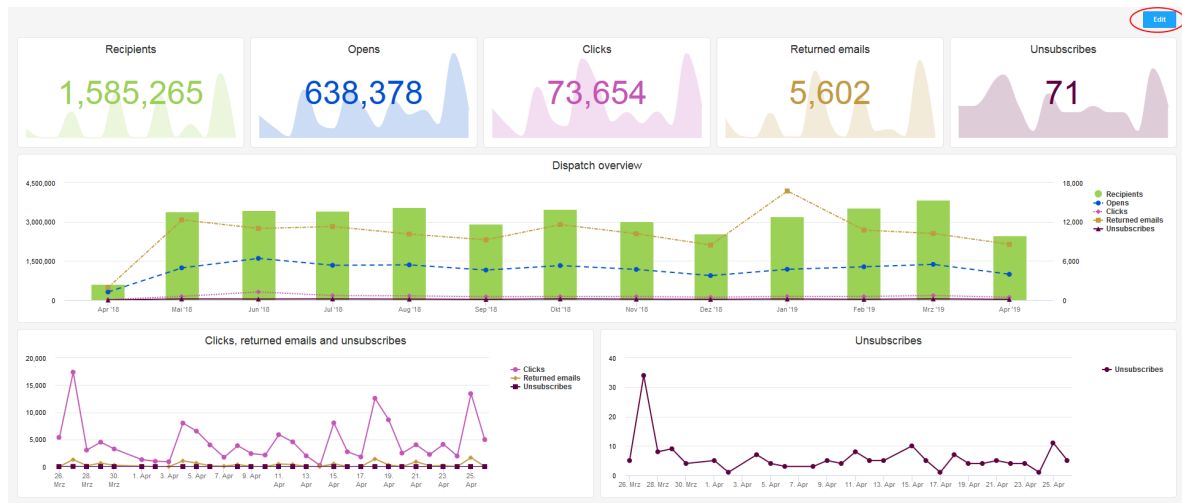 Edit
Recipients
1,585,265
Opens
638,378
Clicks
73,654
Returned emails
5,602
Unsubscribes
71
Dispatch overview
4,500,000
3,000,000
1,500,000
0
18,000
12,000
6,000
0
Recipients
Opens
Clicks
Returned emails
Unsubscribes
Apr '18
Mai '18
Jun '18
Jul '18
Aug '18
Sep '18
Okt '18
Nov '18
Dez '18
Jan '19
Feb '19
Mrz '19
Apr '19
Clicks, returned emails and unsubscribes
20,000
15,000
10,000
5,000
0
Clicks
Returned emails
Unsubscribes
26. Mrz
28. Mrz
30. Mrz
1. Apr
3. Apr
5. Apr
7. Apr
9. Apr
11. Apr
13. Apr
15. Apr
17. Apr
19. Apr
21. Apr
23. Apr
25. Apr
Unsubscribes
40
30
20
10
0
Unsubscribes
26. Mrz
28. Mrz
30. Mrz
1. Apr
3. Apr
5. Apr
7. Apr
9. Apr
11. Apr
13. Apr
15. Apr
17. Apr
19. Apr
21. Apr
23. Apr
25. Apr